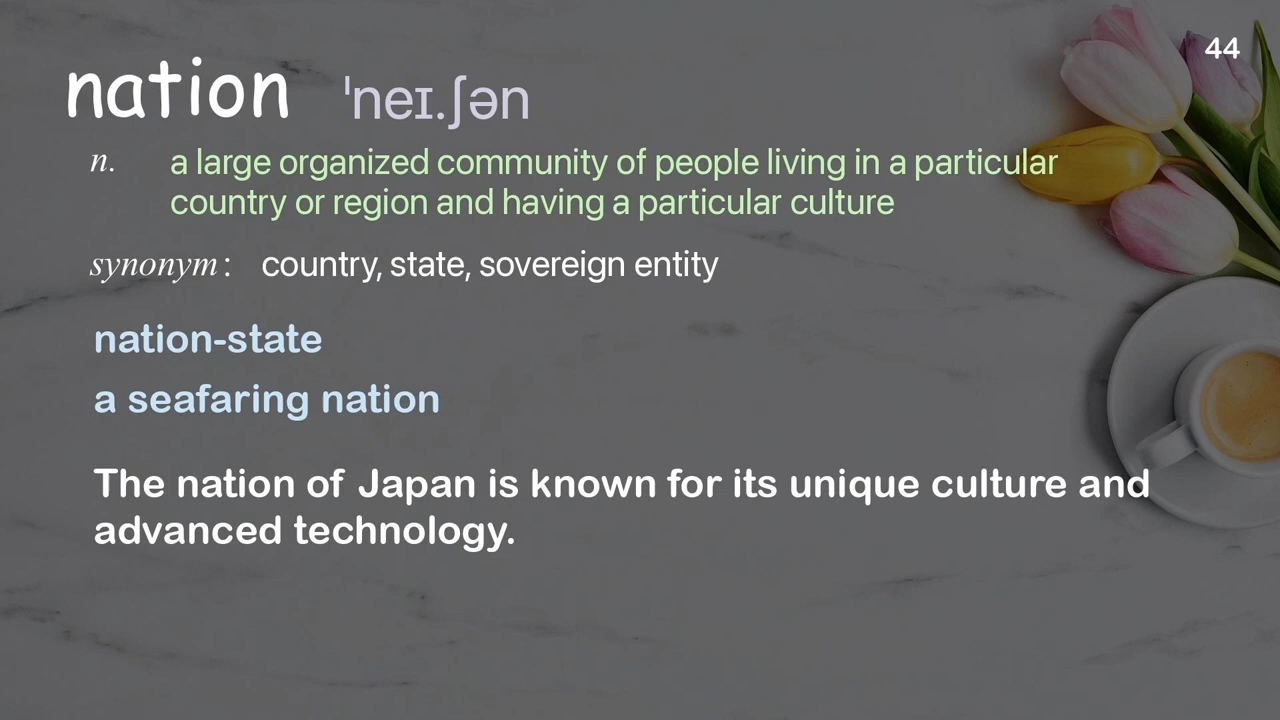 44
nation ˈneɪ.ʃən
n. a large organized community of people living in a particular
country or region and having a particular culture
synonym: country, state, sovereign entity
nation-state
a seafaring nation
The nation of Japan is known for its unique culture and
advanced technology.